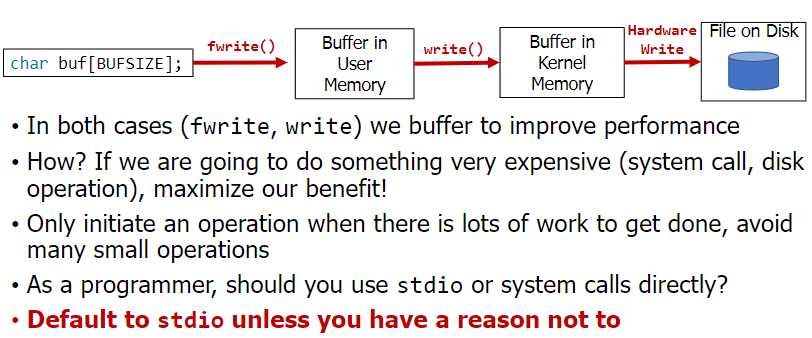 char buf[BUFSIZE];
fwrite()
Buffer in
User
Memory
write()
Buffer in
Kernel
Memory
Hardware
Write
File on Disk
• In both cases (fwrite, write) we buffer to improve performance
• How? If we are going to do something very expensive (system call, disk
operation), maximize our benefit!
• Only initiate an operation when there is lots of work to get done, avoid
many small operations
• As a programmer, should you use stdio or system calls directly?
• Default to stdio unless you have a reason not to